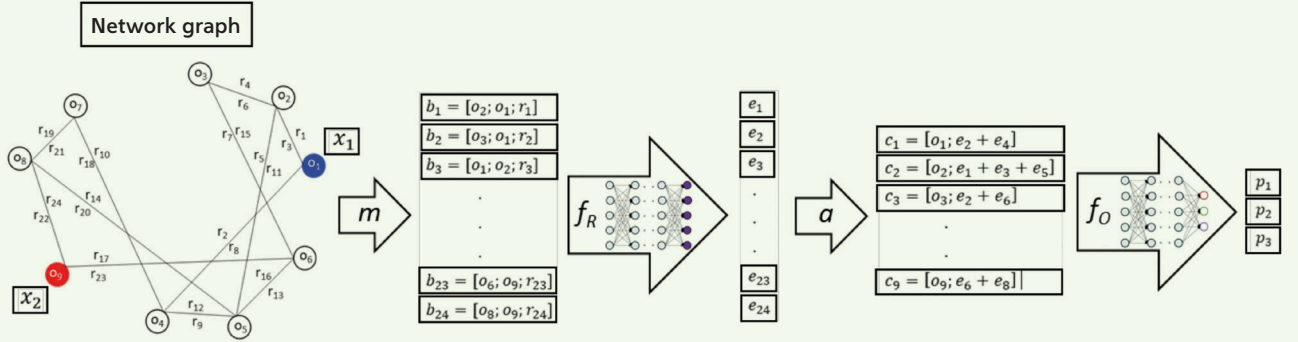 Network graph
o₃
r₄
r₆
o₂
o₇
r₁₉
r₂₁
r₁₀
r₁₈
r₇
r₁₅
r₁
r₃
x₁
o₈
r₅
r₁₁
o₁
r₂₄
r₂₂
r₁₄
r₂₀
r₂
r₈
o₉
r₁₇
r₂₃
o₆
r₁₆
r₁₃
x₂
r₁₂
r₉
o₄
o₅
m
b₁ = [o₂; o₁; r₁]
b₂ = [o₃; o₁; r₂]
b₃ = [o₁; o₂; r₃]
.
.
b₂₃ = [o₆; o₉; r₂₃]
b₂₄ = [o₈; o₉; r₂₄]
f_R
e₁
e₂
e₃
.
.
.
e₂₃
e₂₄
a
c₁ = [o₁; e₂ + e₄]
c₂ = [o₂; e₁ + e₃ + e₅]
c₃ = [o₃; e₂ + e₆]
.
.
c₉ = [o₉; e₆ + e₈]
f_O
p₁
p₂
p₃